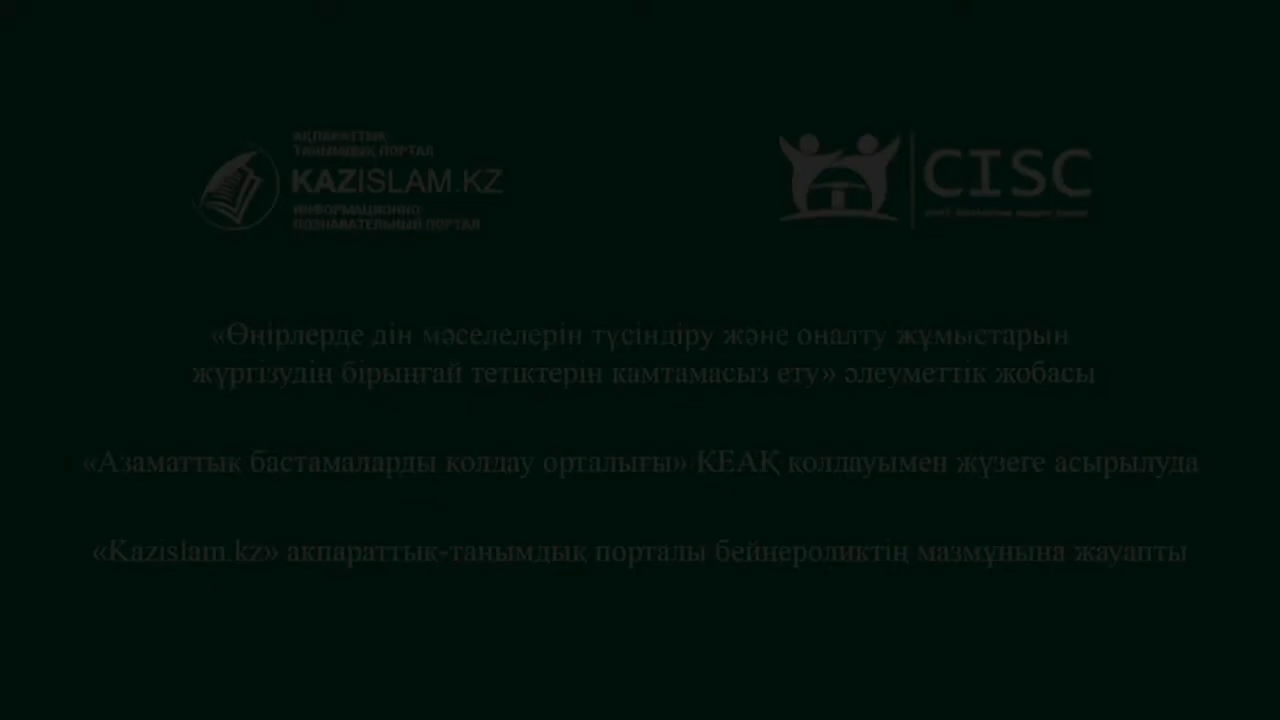 АҚПАРАТТЫҚ
ТАНЫМДЫҚ ПОРТАЛ
KAZISLAM.KZ
ИНФОРМАЦИОННО
ПОЗНАВАТЕЛЬНЫЙ ПОРТАЛ
CISC
«Өңірлерде дін мәселелерін түсіндіру және оңалту жұмыстарын
жүргізудің бірыңғай тетіктерін қамтамасыз ету» әлеуметтік жобасы
«Азаматтық бастамаларды қолдау орталығы» КЕАҚ қолдауымен жүзеге асырылуда
«Kazislam.kz» ақпараттық-танымдық порталы бейнероликтің мазмұнына жауапты